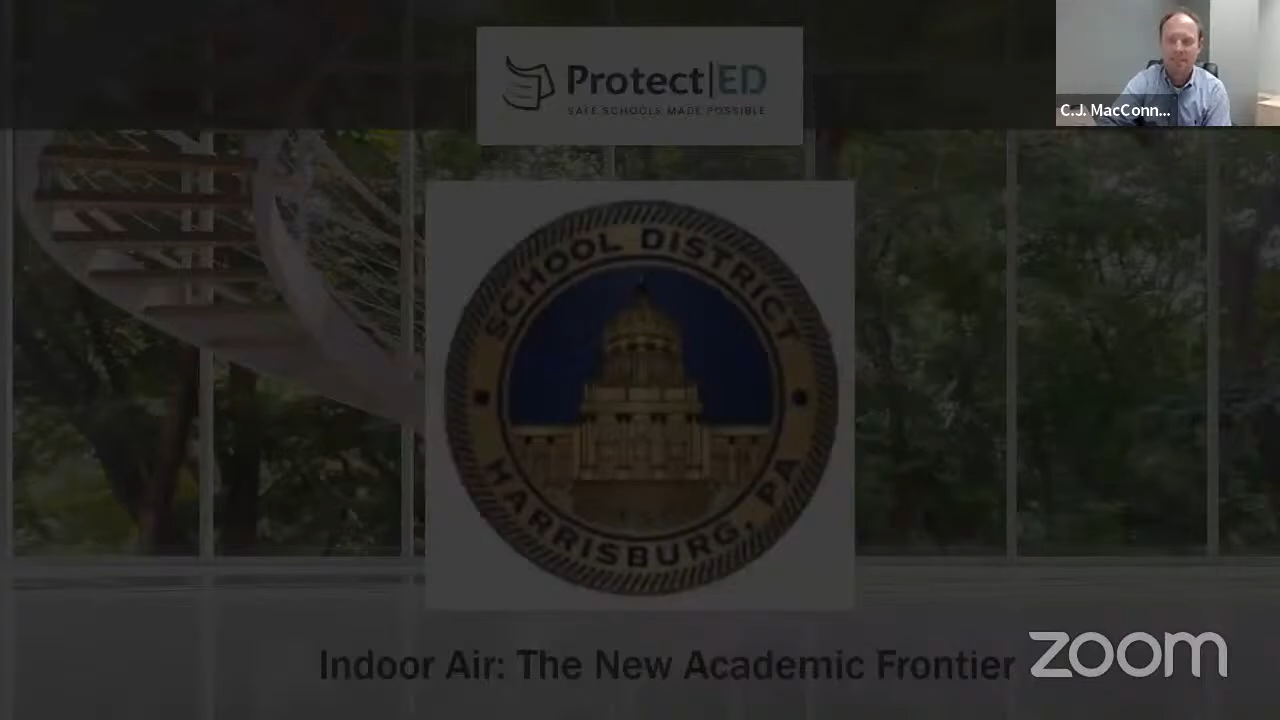 Protect|ED
SAFE SCHOOLS MADE POSSIBLE
C.J. MacConn...
SCHOOL DISTRICT
HARRISBURG, PA
Indoor Air: The New Academic Frontier
zoom